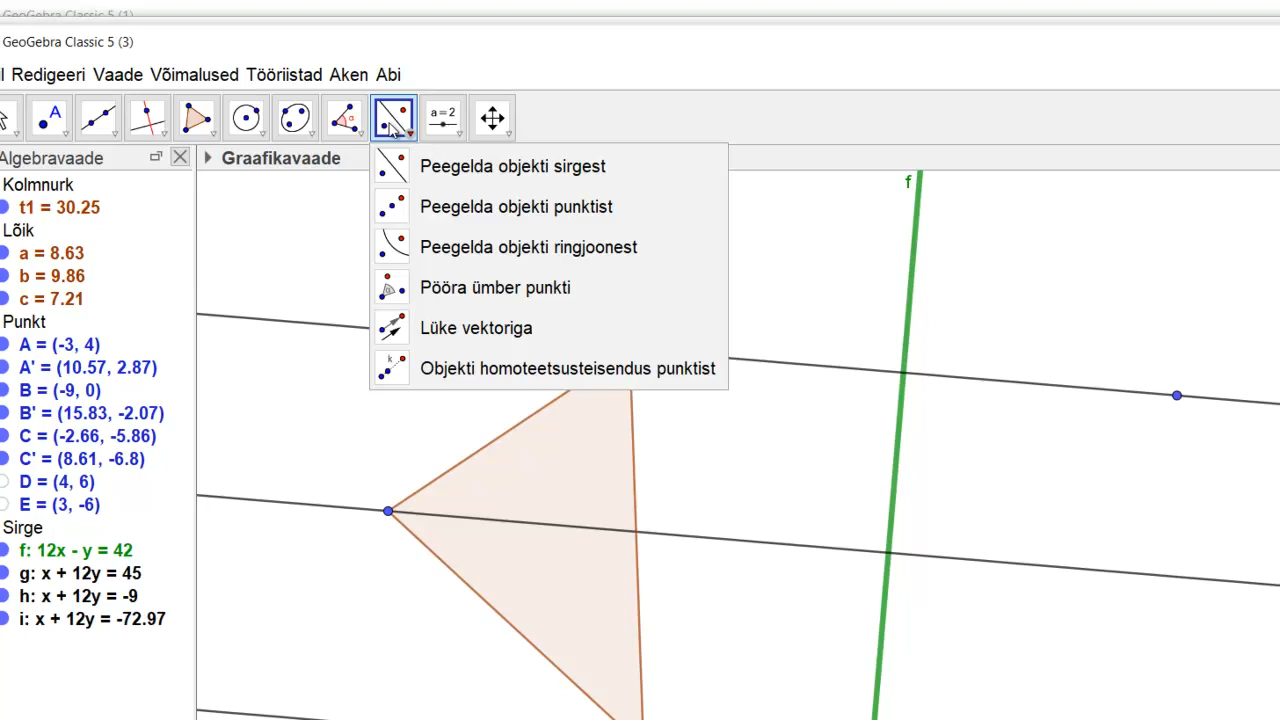 GeoGebra Classic 5 (1)
GeoGebra Classic 5 (3)
l Redigeeri Vaade Võimalused Tööriistad Aken Abi
A
α
a=2
Algebravaade
Graafikavaade
Kolmnurk
t1 = 30.25
Lõik
a = 8.63
b = 9.86
c = 7.21
Punkt
A = (-3, 4)
A' = (10.57, 2.87)
B = (-9, 0)
B' = (15.83, -2.07)
C = (-2.66, -5.86)
C' = (8.61, -6.8)
D = (4, 6)
E = (3, -6)
Sirge
f: 12x - y = 42
g: x + 12y = 45
h: x + 12y = -9
i: x + 12y = -72.97
Peegelda objekti sirgest
Peegelda objekti punktist
Peegelda objekti ringjoonest
α
Pööra ümber punkti
Lüke vektoriga
k
Objekti homoteetsusteisendus punktist
f